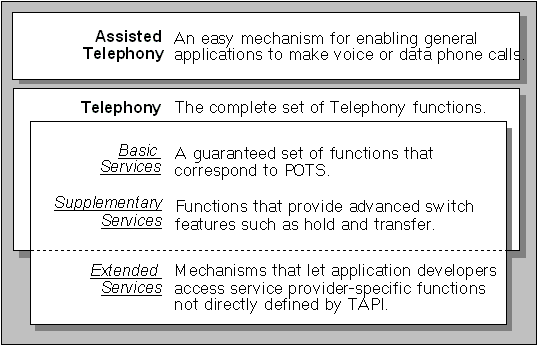 Assisted An easy mechanism for enabling general
Telephony applications to make voice or data phone calls.
Telephony The complete set of Telephony functions.
Basic A guaranteed set of functions that
Services correspond to POTS.
Supplementary Functions that provide advanced switch
Services features such as hold and transfer.
Extended Mechanisms that let application developers
Services access service provider-specific functions
not directly defined by TAPI.